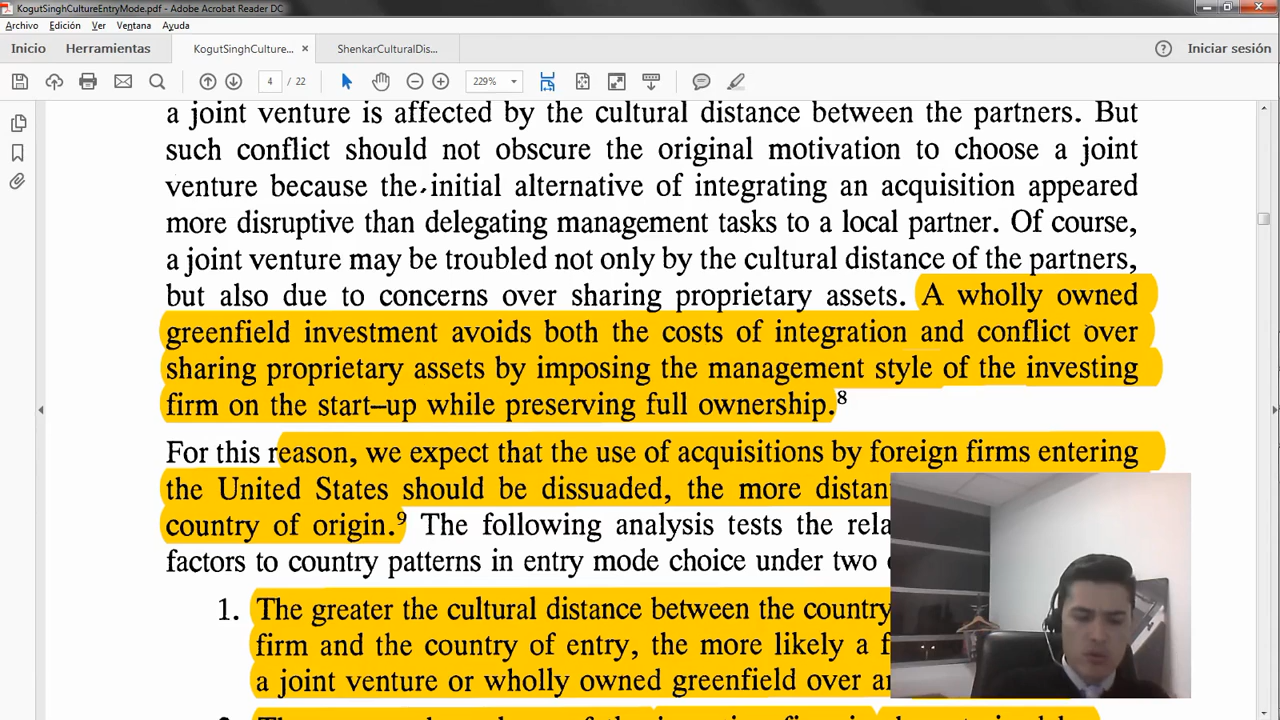 KogutSinghCultureEntryMode.pdf - Adobe Acrobat Reader DC
Archivo Edición Ver Ventana Ayuda
Inicio Herramientas KogutSinghCulture... × ShenkarCulturalDis... ? Iniciar sesión
4 / 22 229%
a joint venture is affected by the cultural distance between the partners. But
such conflict should not obscure the original motivation to choose a joint
venture because the initial alternative of integrating an acquisition appeared
more disruptive than delegating management tasks to a local partner. Of course,
a joint venture may be troubled not only by the cultural distance of the partners,
but also due to concerns over sharing proprietary assets. A wholly owned
greenfield investment avoids both the costs of integration and conflict over
sharing proprietary assets by imposing the management style of the investing
firm on the start–up while preserving full ownership.8
For this reason, we expect that the use of acquisitions by foreign firms entering
the United States should be dissuaded, the more distan
country of origin.9 The following analysis tests the rela
factors to country patterns in entry mode choice under two
1. The greater the cultural distance between the country
firm and the country of entry, the more likely a f
a joint venture or wholly owned greenfield over a